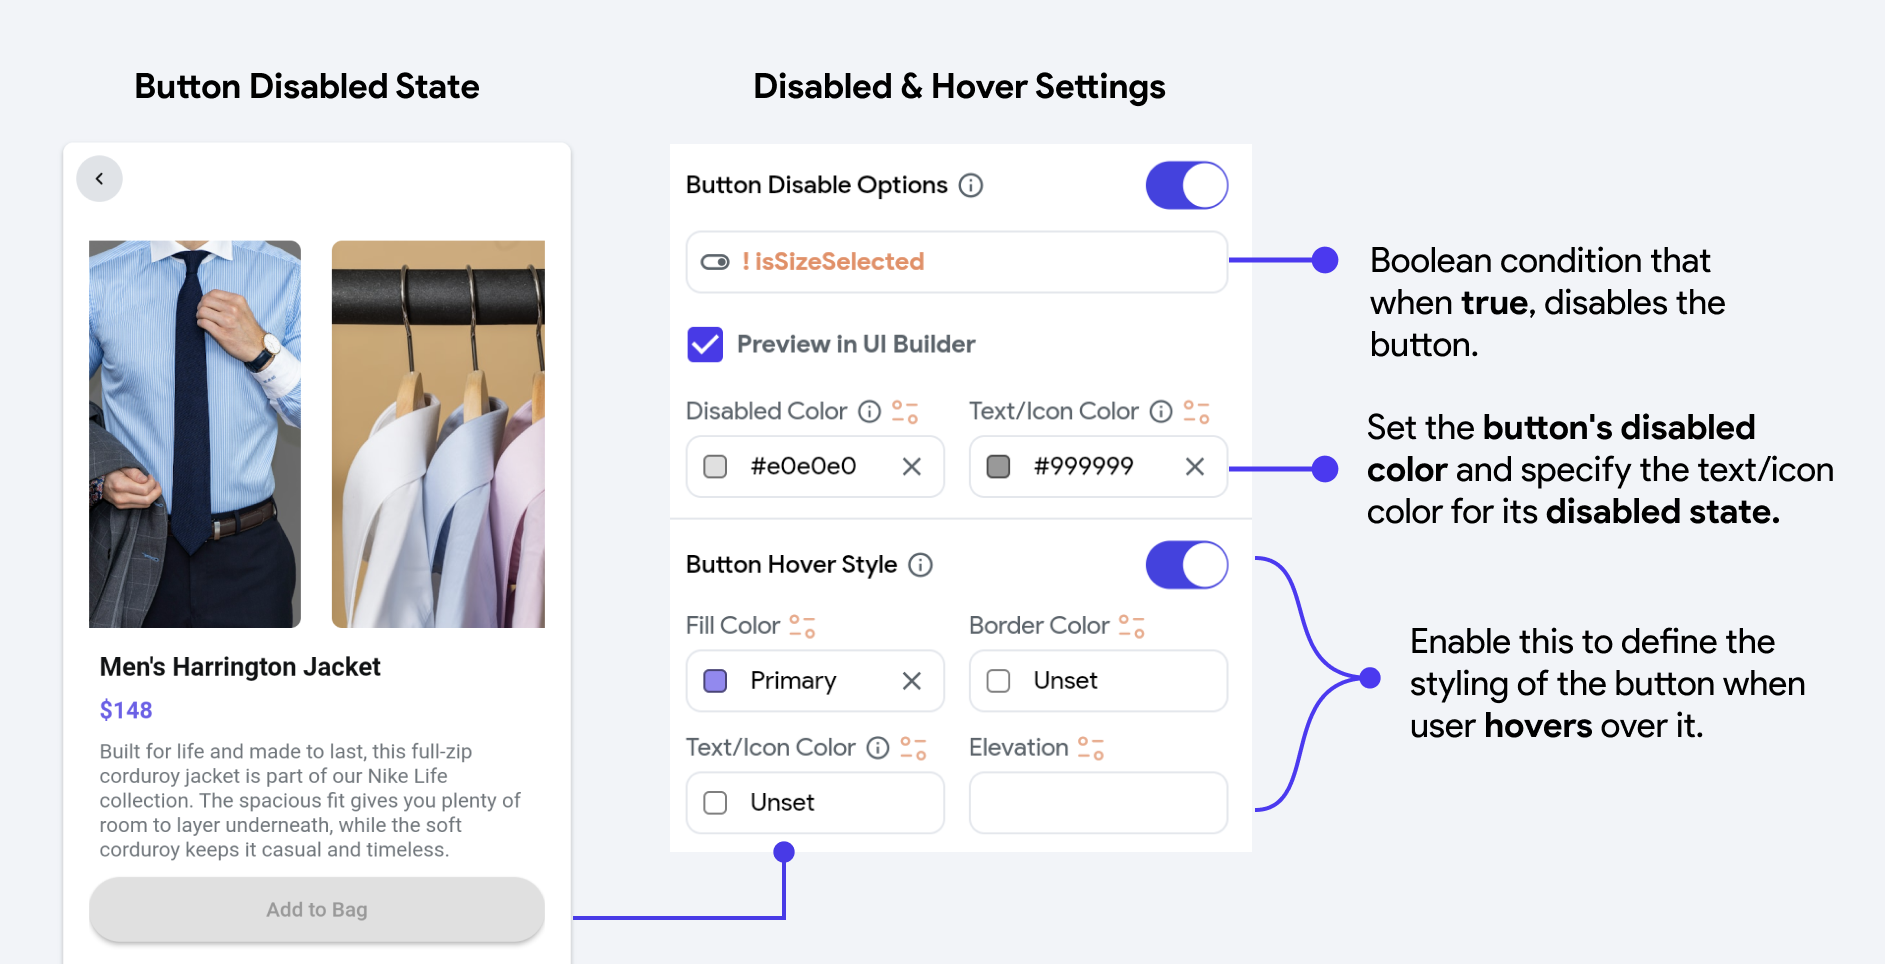 Button Disabled State
Disabled & Hover Settings
Men's Harrington Jacket
$148
Built for life and made to last, this full-zip
corduroy jacket is part of our Nike Life
collection. The spacious fit gives you plenty of
room to layer underneath, while the soft
corduroy keeps it casual and timeless.
Add to Bag
Button Disable Options
! isSizeSelected
Preview in UI Builder
Disabled Color
Text/Icon Color
#e0e0e0
#999999
Button Hover Style
Fill Color
Border Color
Primary
Unset
Text/Icon Color
Elevation
Unset
Boolean condition that
when true, disables the
button.
Set the button's disabled
color and specify the text/icon
color for its disabled state.
Enable this to define the
styling of the button when
user hovers over it.